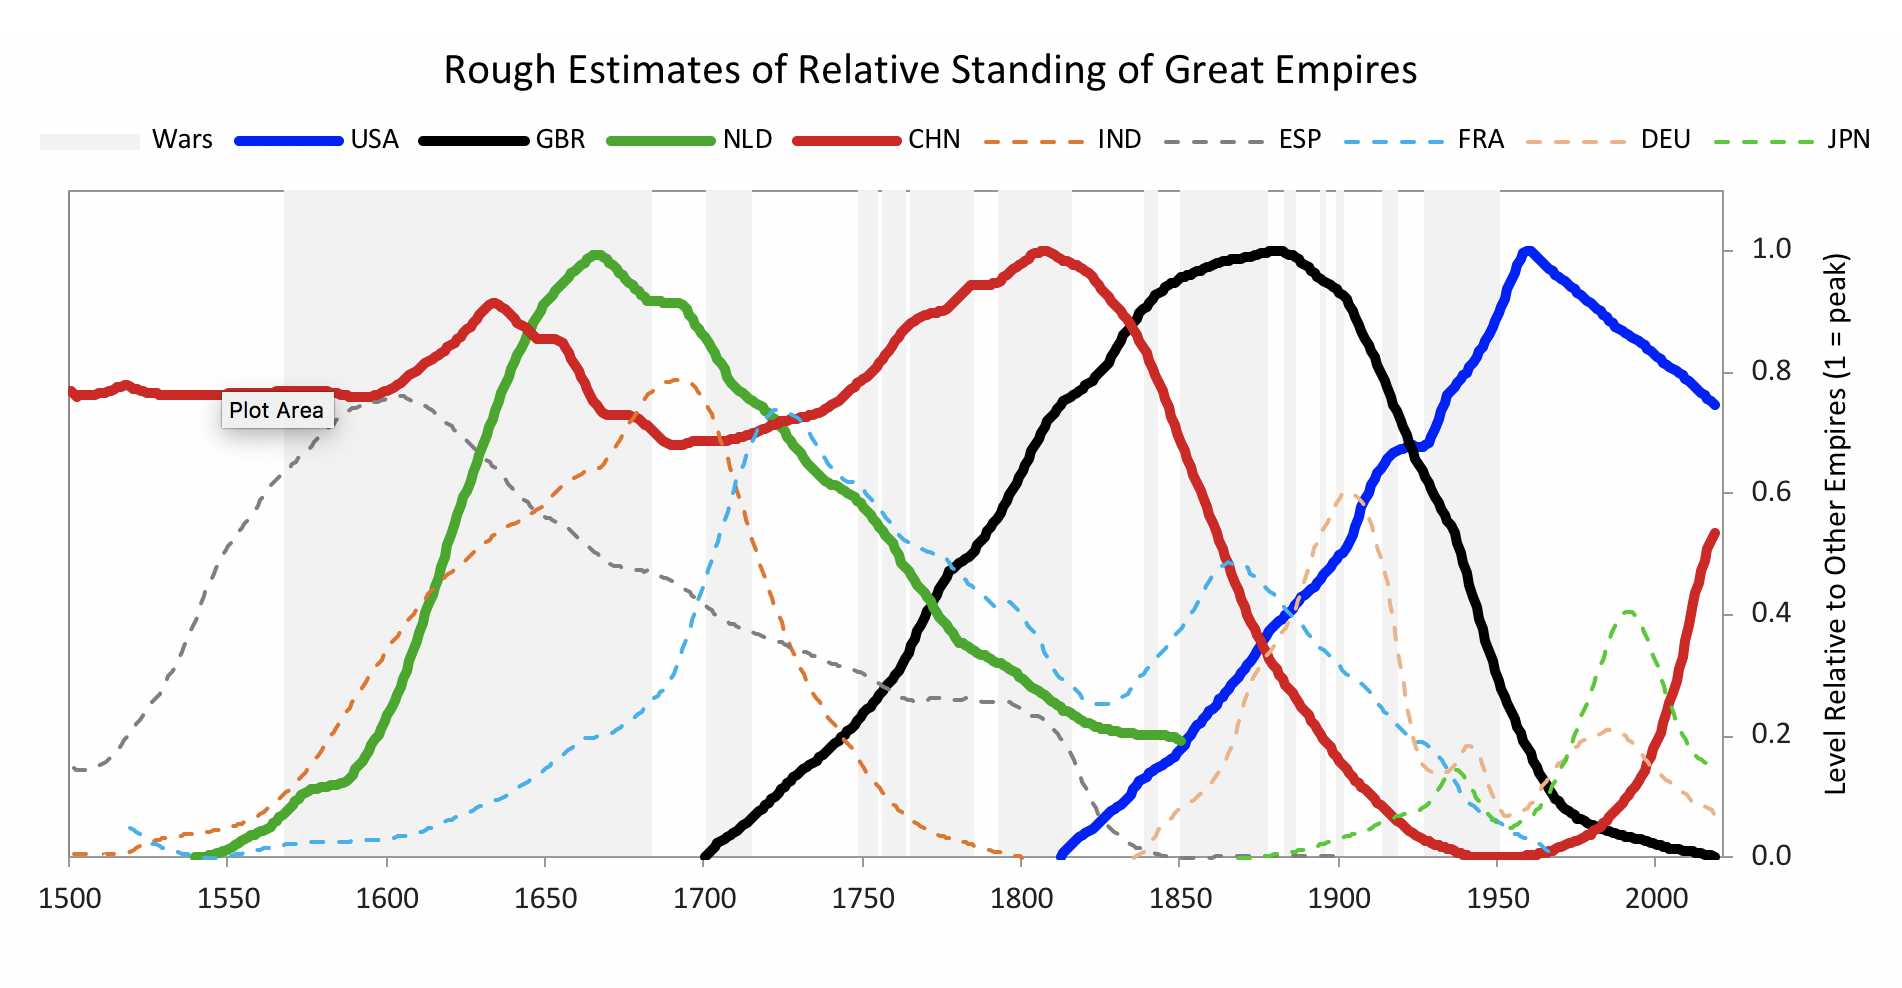 Rough Estimates of Relative Standing of Great Empires
Wars USA GBR NLD CHN IND ESP FRA DEU JPN
1.0
0.8
0.6
0.4
0.2
0.0
Level Relative to Other Empires (1 = peak)
Plot Area
1500 1550 1600 1650 1700 1750 1800 1850 1900 1950 2000